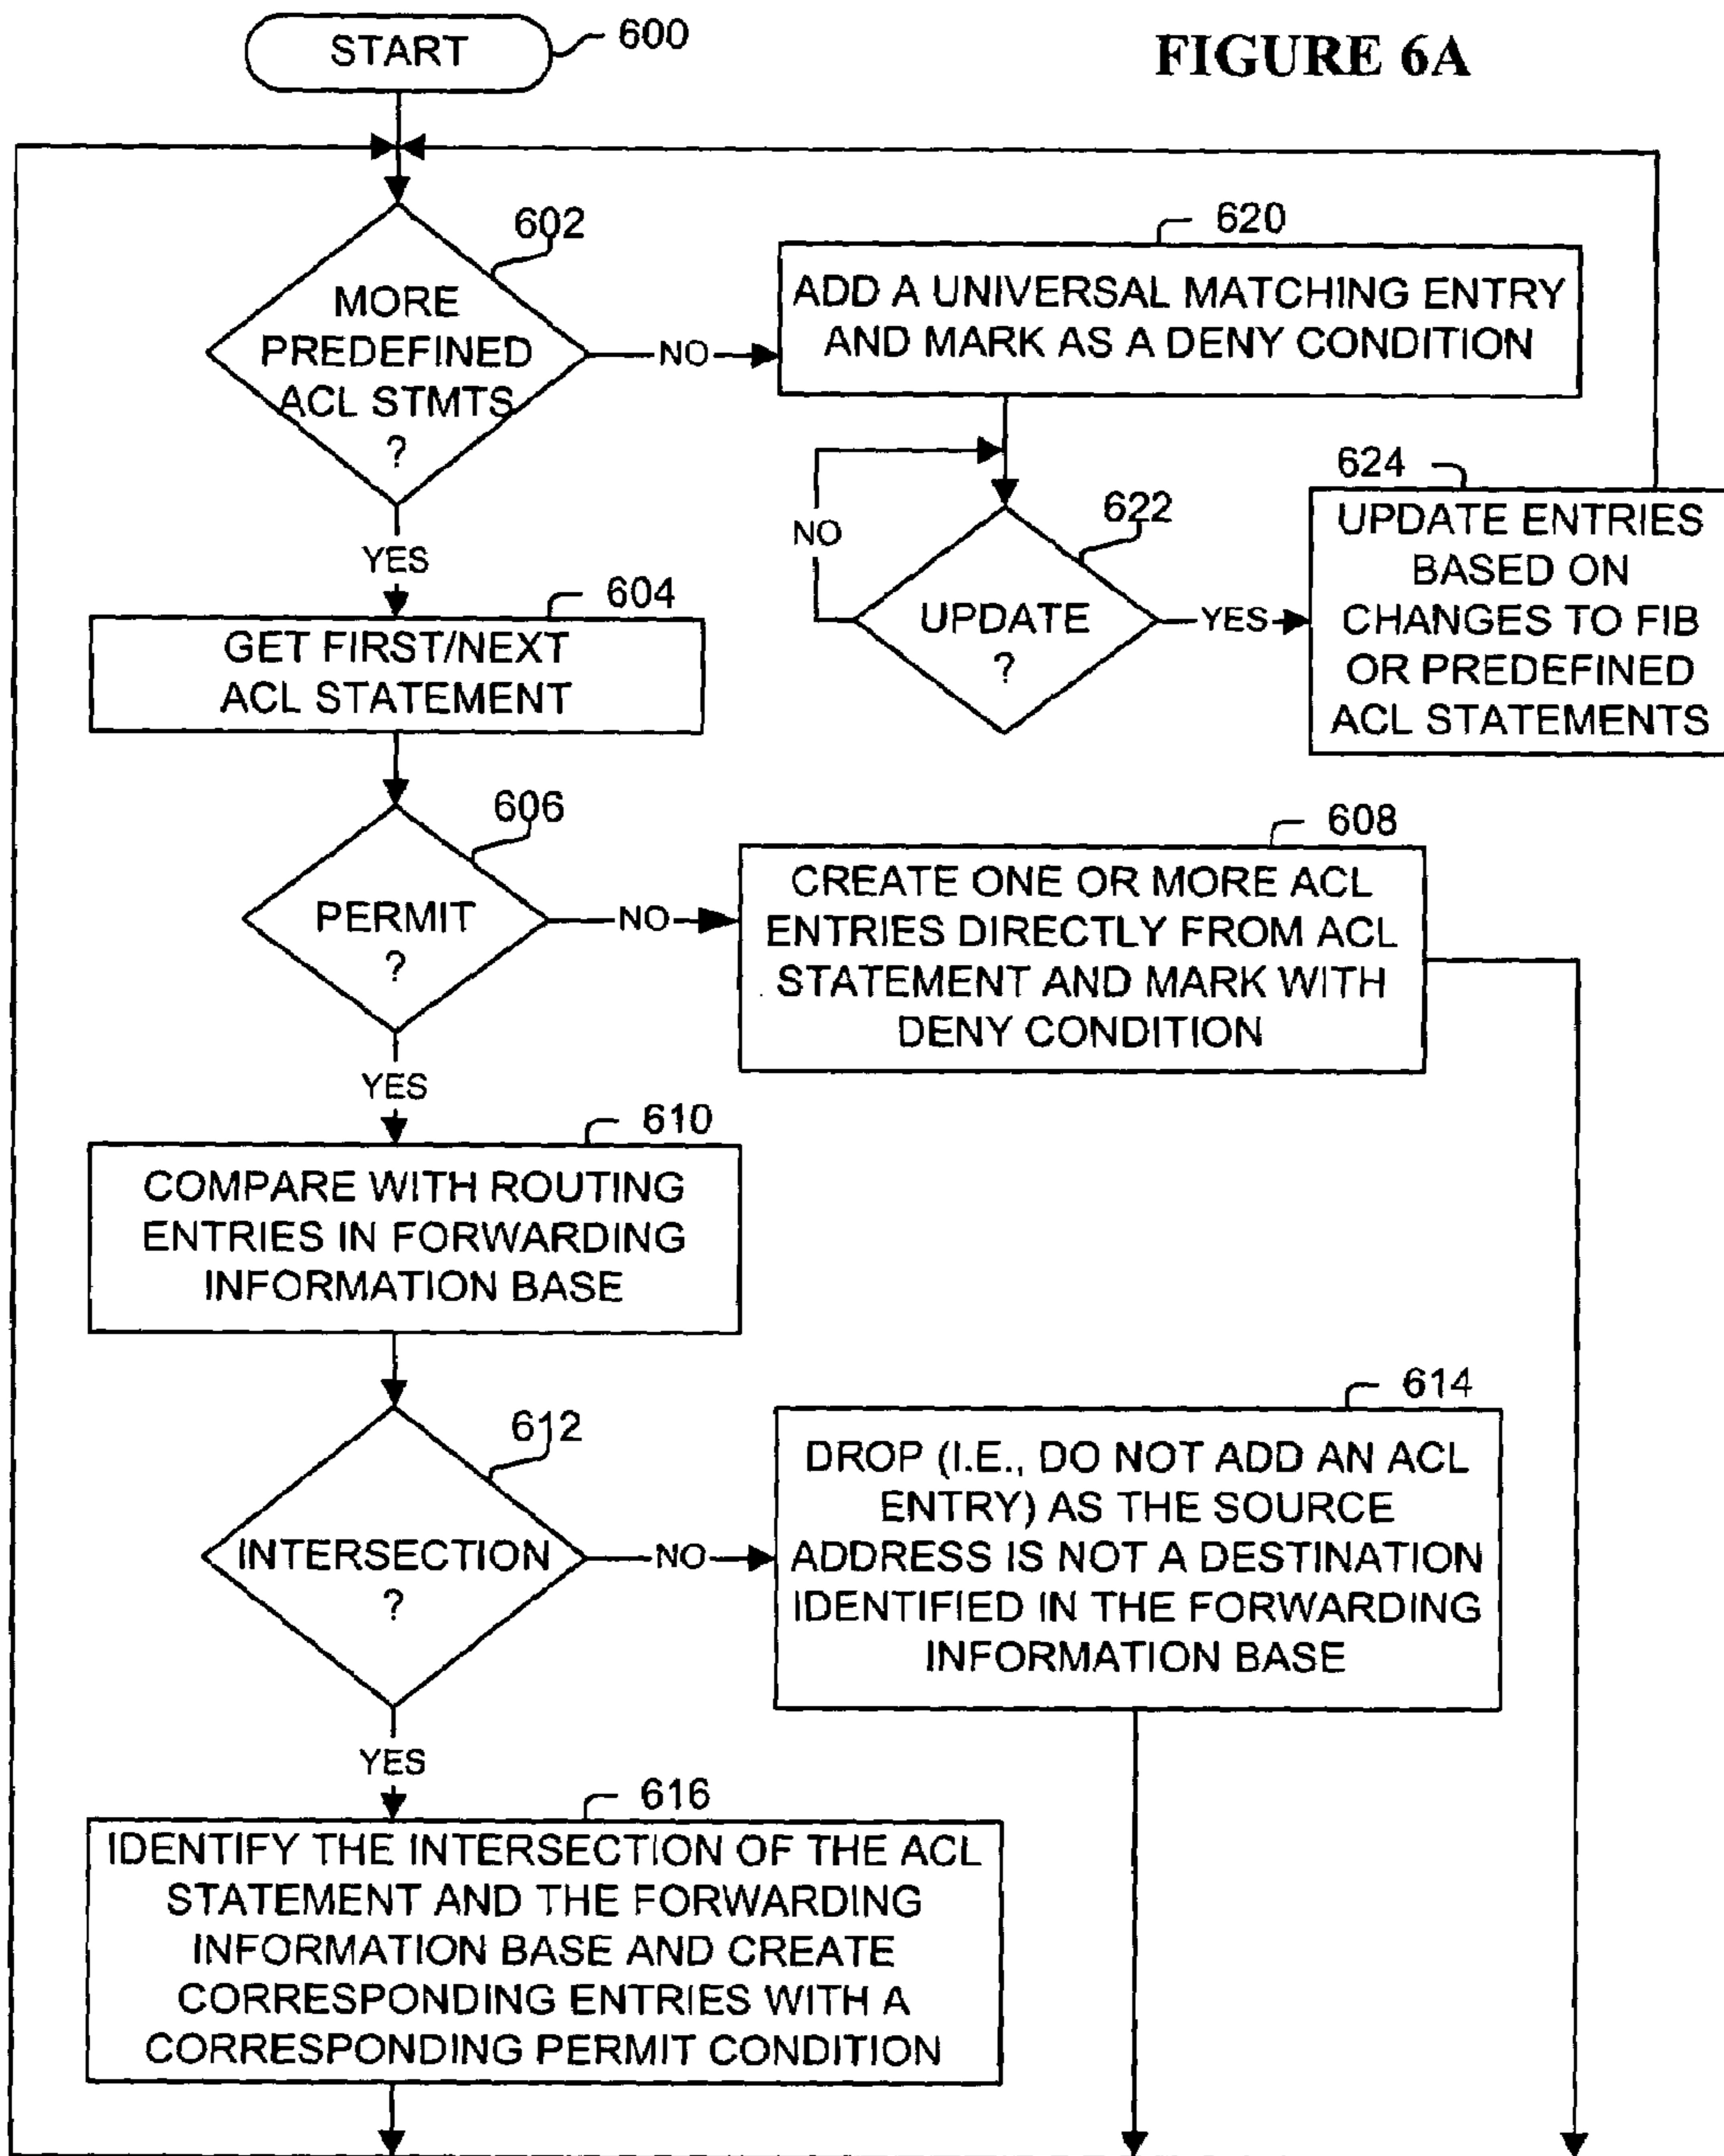 START
600
FIGURE 6A
602
MORE
PREDEFINED
ACL STMTS
?
NO
620
ADD A UNIVERSAL MATCHING ENTRY
AND MARK AS A DENY CONDITION
NO
622
UPDATE
?
YES
624
UPDATE ENTRIES
BASED ON
CHANGES TO FIB
OR PREDEFINED
ACL STATEMENTS
YES
604
GET FIRST/NEXT
ACL STATEMENT
606
PERMIT
?
NO
608
CREATE ONE OR MORE ACL
ENTRIES DIRECTLY FROM ACL
STATEMENT AND MARK WITH
DENY CONDITION
YES
610
COMPARE WITH ROUTING
ENTRIES IN FORWARDING
INFORMATION BASE
612
INTERSECTION
?
NO
614
DROP (I.E., DO NOT ADD AN ACL
ENTRY) AS THE SOURCE
ADDRESS IS NOT A DESTINATION
IDENTIFIED IN THE FORWARDING
INFORMATION BASE
YES
616
IDENTIFY THE INTERSECTION OF THE ACL
STATEMENT AND THE FORWARDING
INFORMATION BASE AND CREATE
CORRESPONDING ENTRIES WITH A
CORRESPONDING PERMIT CONDITION